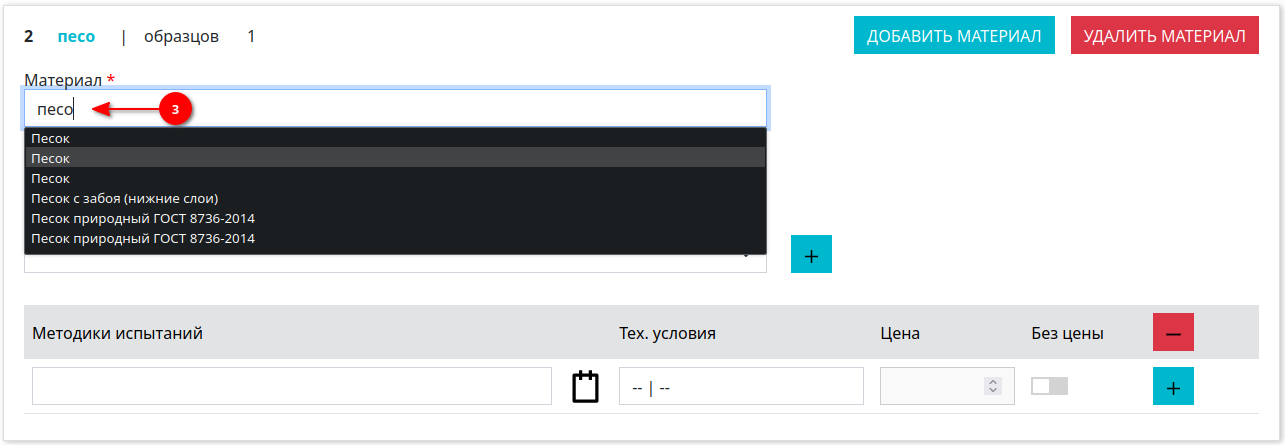 2 песо | образцов 1 ДОБАВИТЬ МАТЕРИАЛ УДАЛИТЬ МАТЕРИАЛ
Материал *
песо 3
Песок
Песок
Песок
Песок с забоя (нижние слои)
Песок природный ГОСТ 8736-2014
Песок природный ГОСТ 8736-2014
+
Методики испытаний Тех. условия Цена Без цены —
-- | -- +